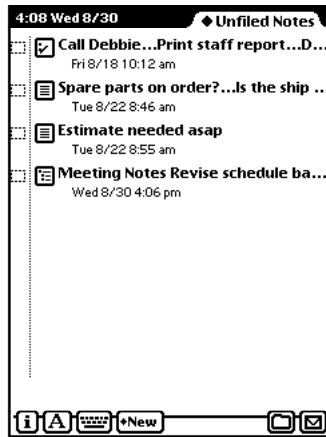 4:08 Wed 8/30 ◆Unfiled Notes
Call Debbie...Print staff report...D...
Fri 8/18 10:12 am
Spare parts on order?...Is the ship ...
Tue 8/22 8:46 am
Estimate needed asap
Tue 8/22 8:55 am
Meeting Notes Revise schedule ba...
Wed 8/30 4:06 pm
i A ◆New